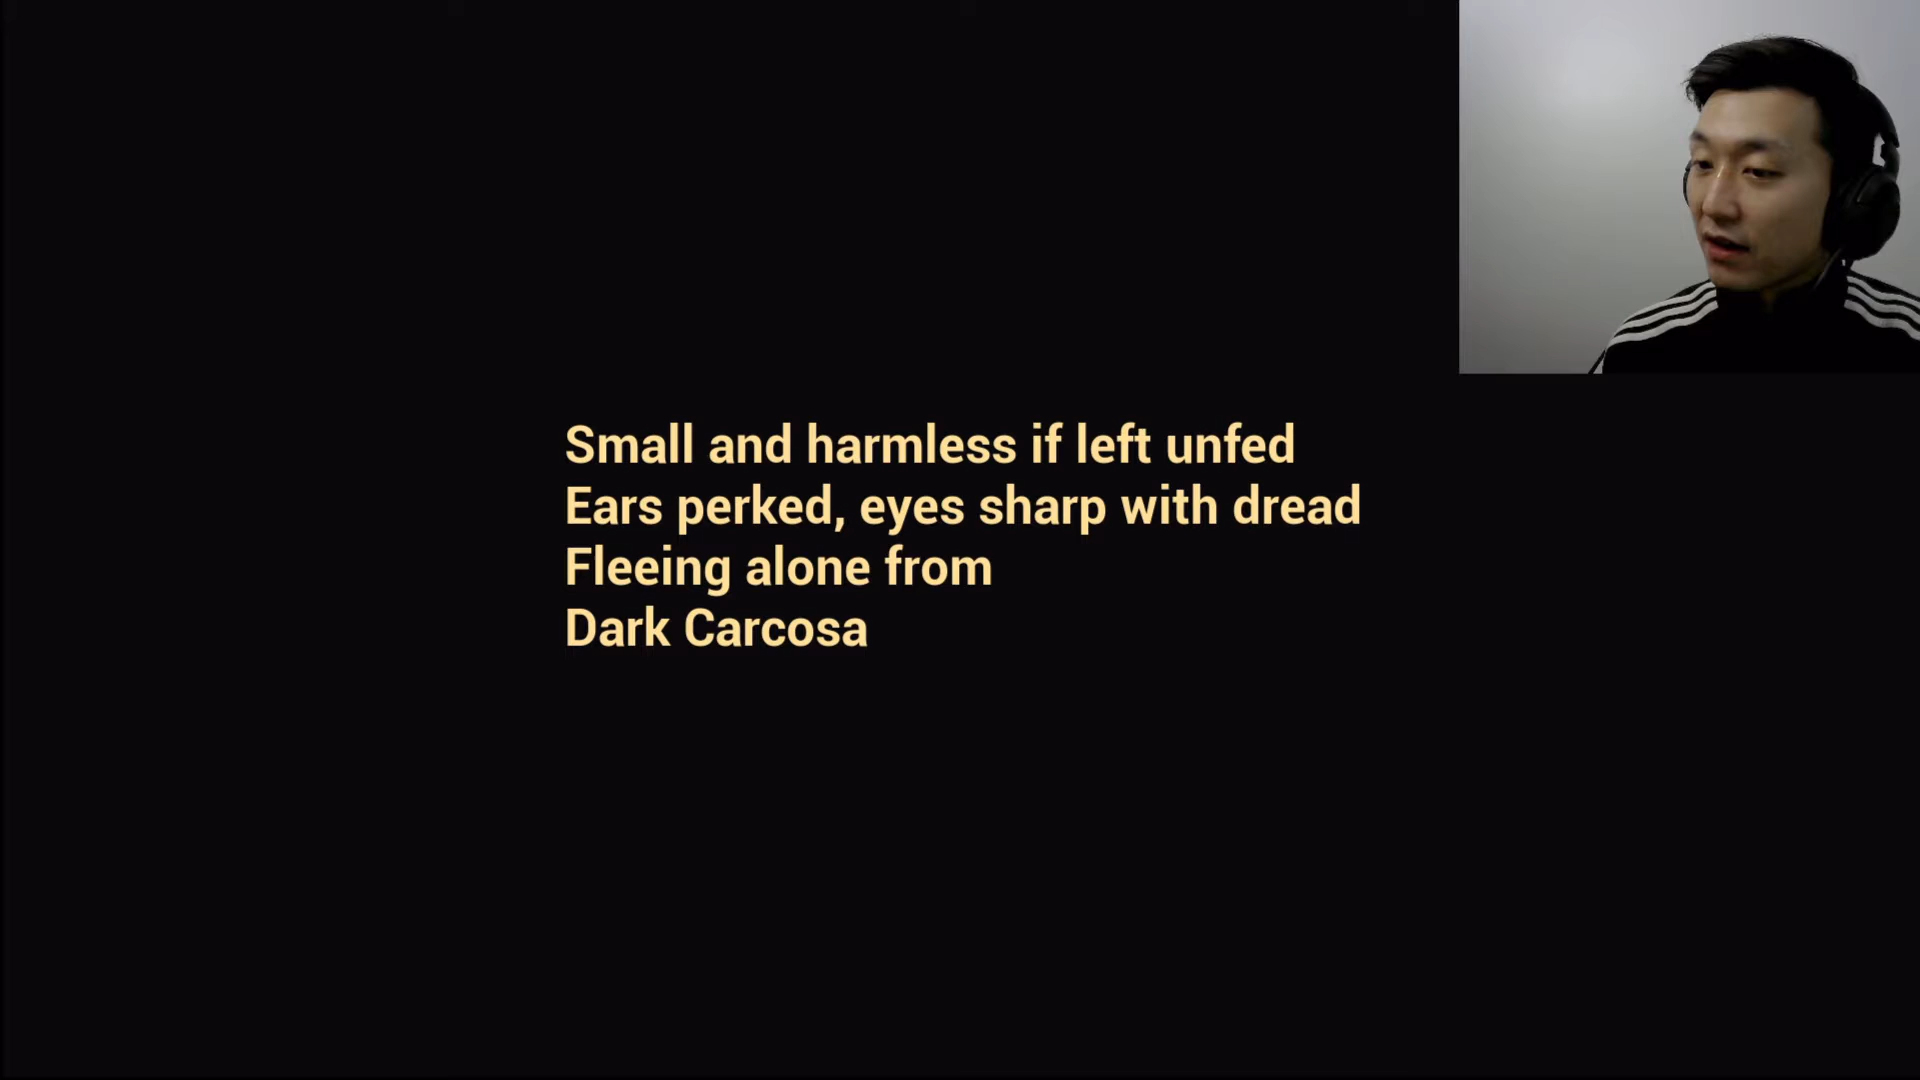 Small and harmless if left unfed
Ears perked, eyes sharp with dread
Fleeing alone from
Dark Carcosa